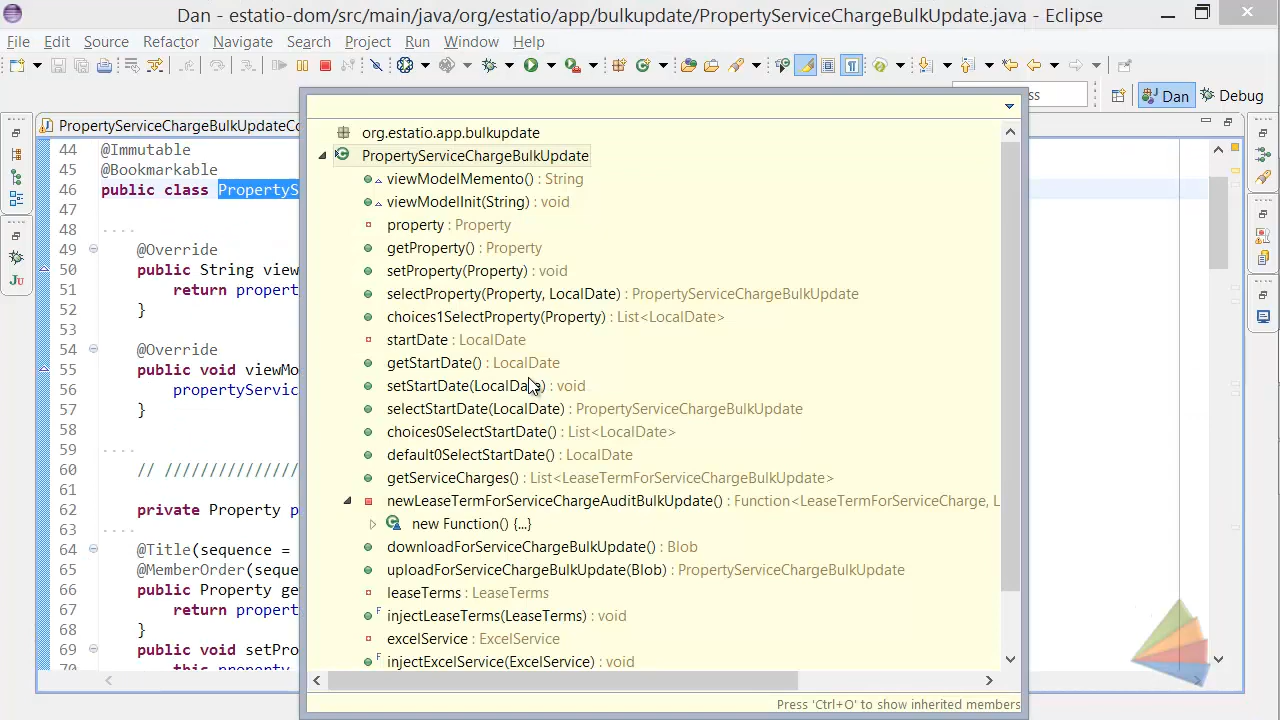 Dan - estatio-dom/src/main/java/org/estatio/app/bulkupdate/PropertyServiceChargeBulkUpdate.java - Eclipse
File Edit Source Refactor Navigate Search Project Run Window Help
ss Dan Debug
PropertyServiceChargeBulkUpdateCo
44 @Immutable
45 @Bookmarkable
46 public class PropertyS
47
48
49 @Override
50 public String view
51 return propert
52 }
53
54 @Override
55 public void viewMo
56 propertyServic
57 }
58
59
60 // ///////////////
61
62 private Property p
63
64 @Title(sequence =
65 @MemberOrder(seque
66 public Property ge
67 return propert
68 }
69 public void setPro
70 this.property
org.estatio.app.bulkupdate
PropertyServiceChargeBulkUpdate
viewModelMemento() : String
viewModelInit(String) : void
property : Property
getProperty() : Property
setProperty(Property) : void
selectProperty(Property, LocalDate) : PropertyServiceChargeBulkUpdate
choices1SelectProperty(Property) : List<LocalDate>
startDate : LocalDate
getStartDate() : LocalDate
setStartDate(LocalDate) : void
selectStartDate(LocalDate) : PropertyServiceChargeBulkUpdate
choices0SelectStartDate() : List<LocalDate>
default0SelectStartDate() : LocalDate
getServiceCharges() : List<LeaseTermForServiceChargeBulkUpdate>
newLeaseTermForServiceChargeAuditBulkUpdate() : Function<LeaseTermForServiceCharge, L
new Function() {...}
downloadForServiceChargeBulkUpdate() : Blob
uploadForServiceChargeBulkUpdate(Blob) : PropertyServiceChargeBulkUpdate
leaseTerms : LeaseTerms
injectLeaseTerms(LeaseTerms) : void
excelService : ExcelService
injectExcelService(ExcelService) : void
Press 'Ctrl+O' to show inherited members